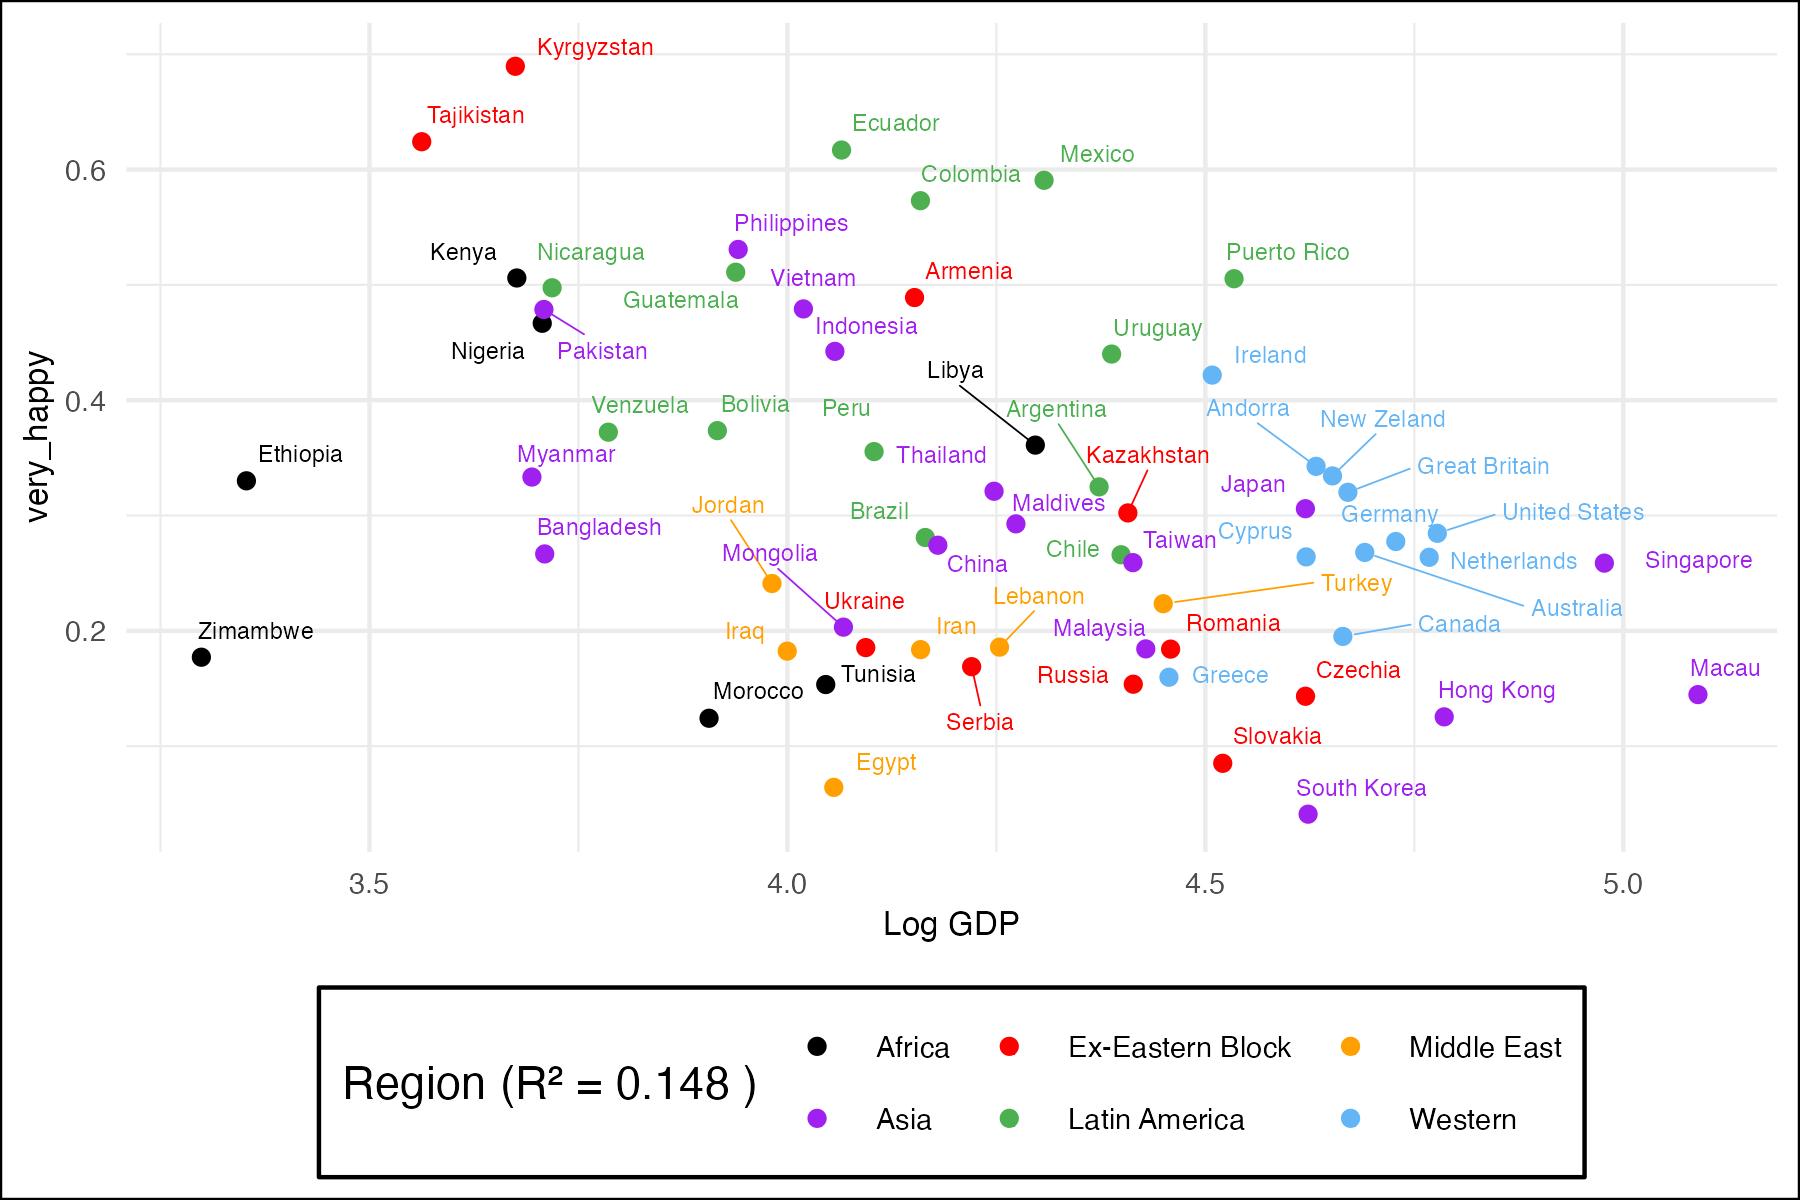 Kyrgyzstan
Tajikistan
Ecuador
Mexico
Colombia
0.6
Philippines
Kenya
Nicaragua
Puerto Rico
Armenia
Vietnam
Guatemala
Indonesia
Uruguay
Nigeria
Pakistan
Ireland
Libya
0.4
Venzuela
Bolivia
Peru
Argentina
Andorra
New Zeland
Ethiopia
Myanmar
Thailand
Kazakhstan
Great Britain
very_happy
Japan
Jordan
Maldives
Brazil
Germany
United States
Bangladesh
Cyprus
Mongolia
China
Chile
Taiwan
Netherlands
Singapore
Turkey
Ukraine
Lebanon
Australia
0.2
Zimambwe
Iraq
Iran
Malaysia
Romania
Canada
Tunisia
Russia
Greece
Czechia
Macau
Morocco
Serbia
Hong Kong
Slovakia
Egypt
South Korea
3.5
4.0
4.5
5.0
Log GDP
Region (R² = 0.148 )
Africa
Ex-Eastern Block
Middle East
Asia
Latin America
Western